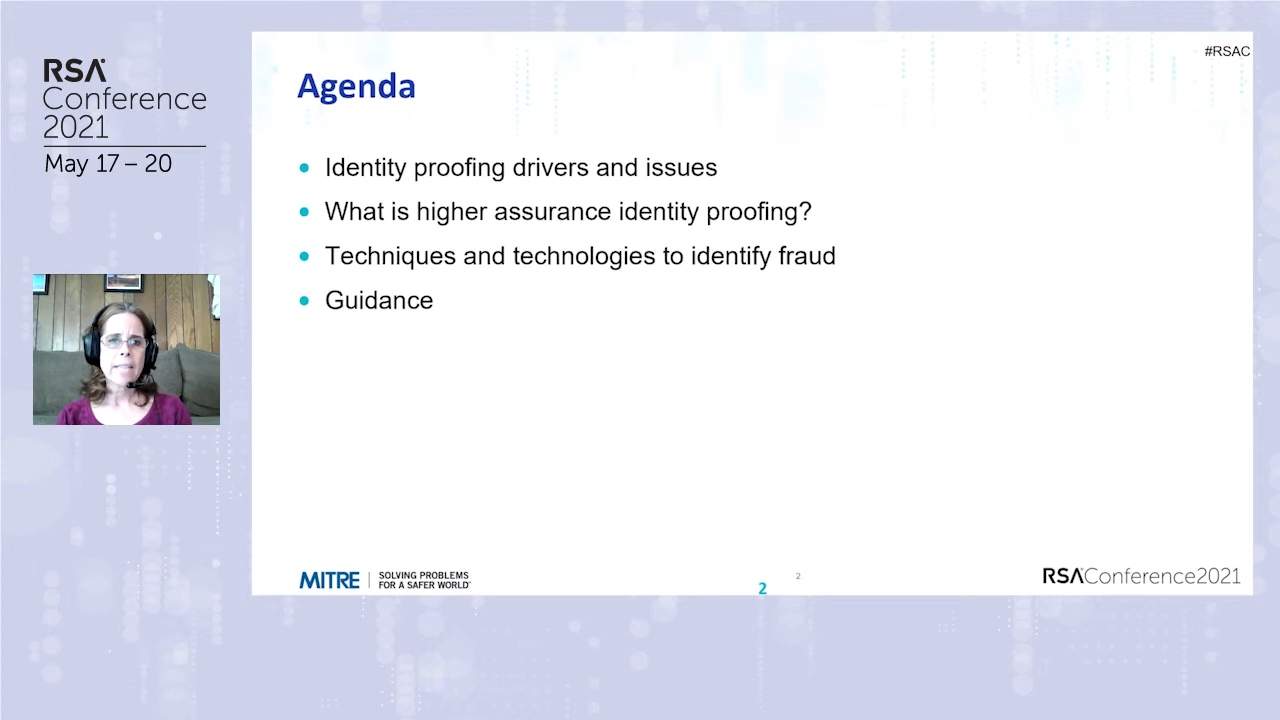 RSA
Conference
2021
May 17 – 20
#RSAC
Agenda
• Identity proofing drivers and issues
• What is higher assurance identity proofing?
• Techniques and technologies to identify fraud
• Guidance
MITRE | SOLVING PROBLEMS
FOR A SAFER WORLD™
2
2
RSAConference2021